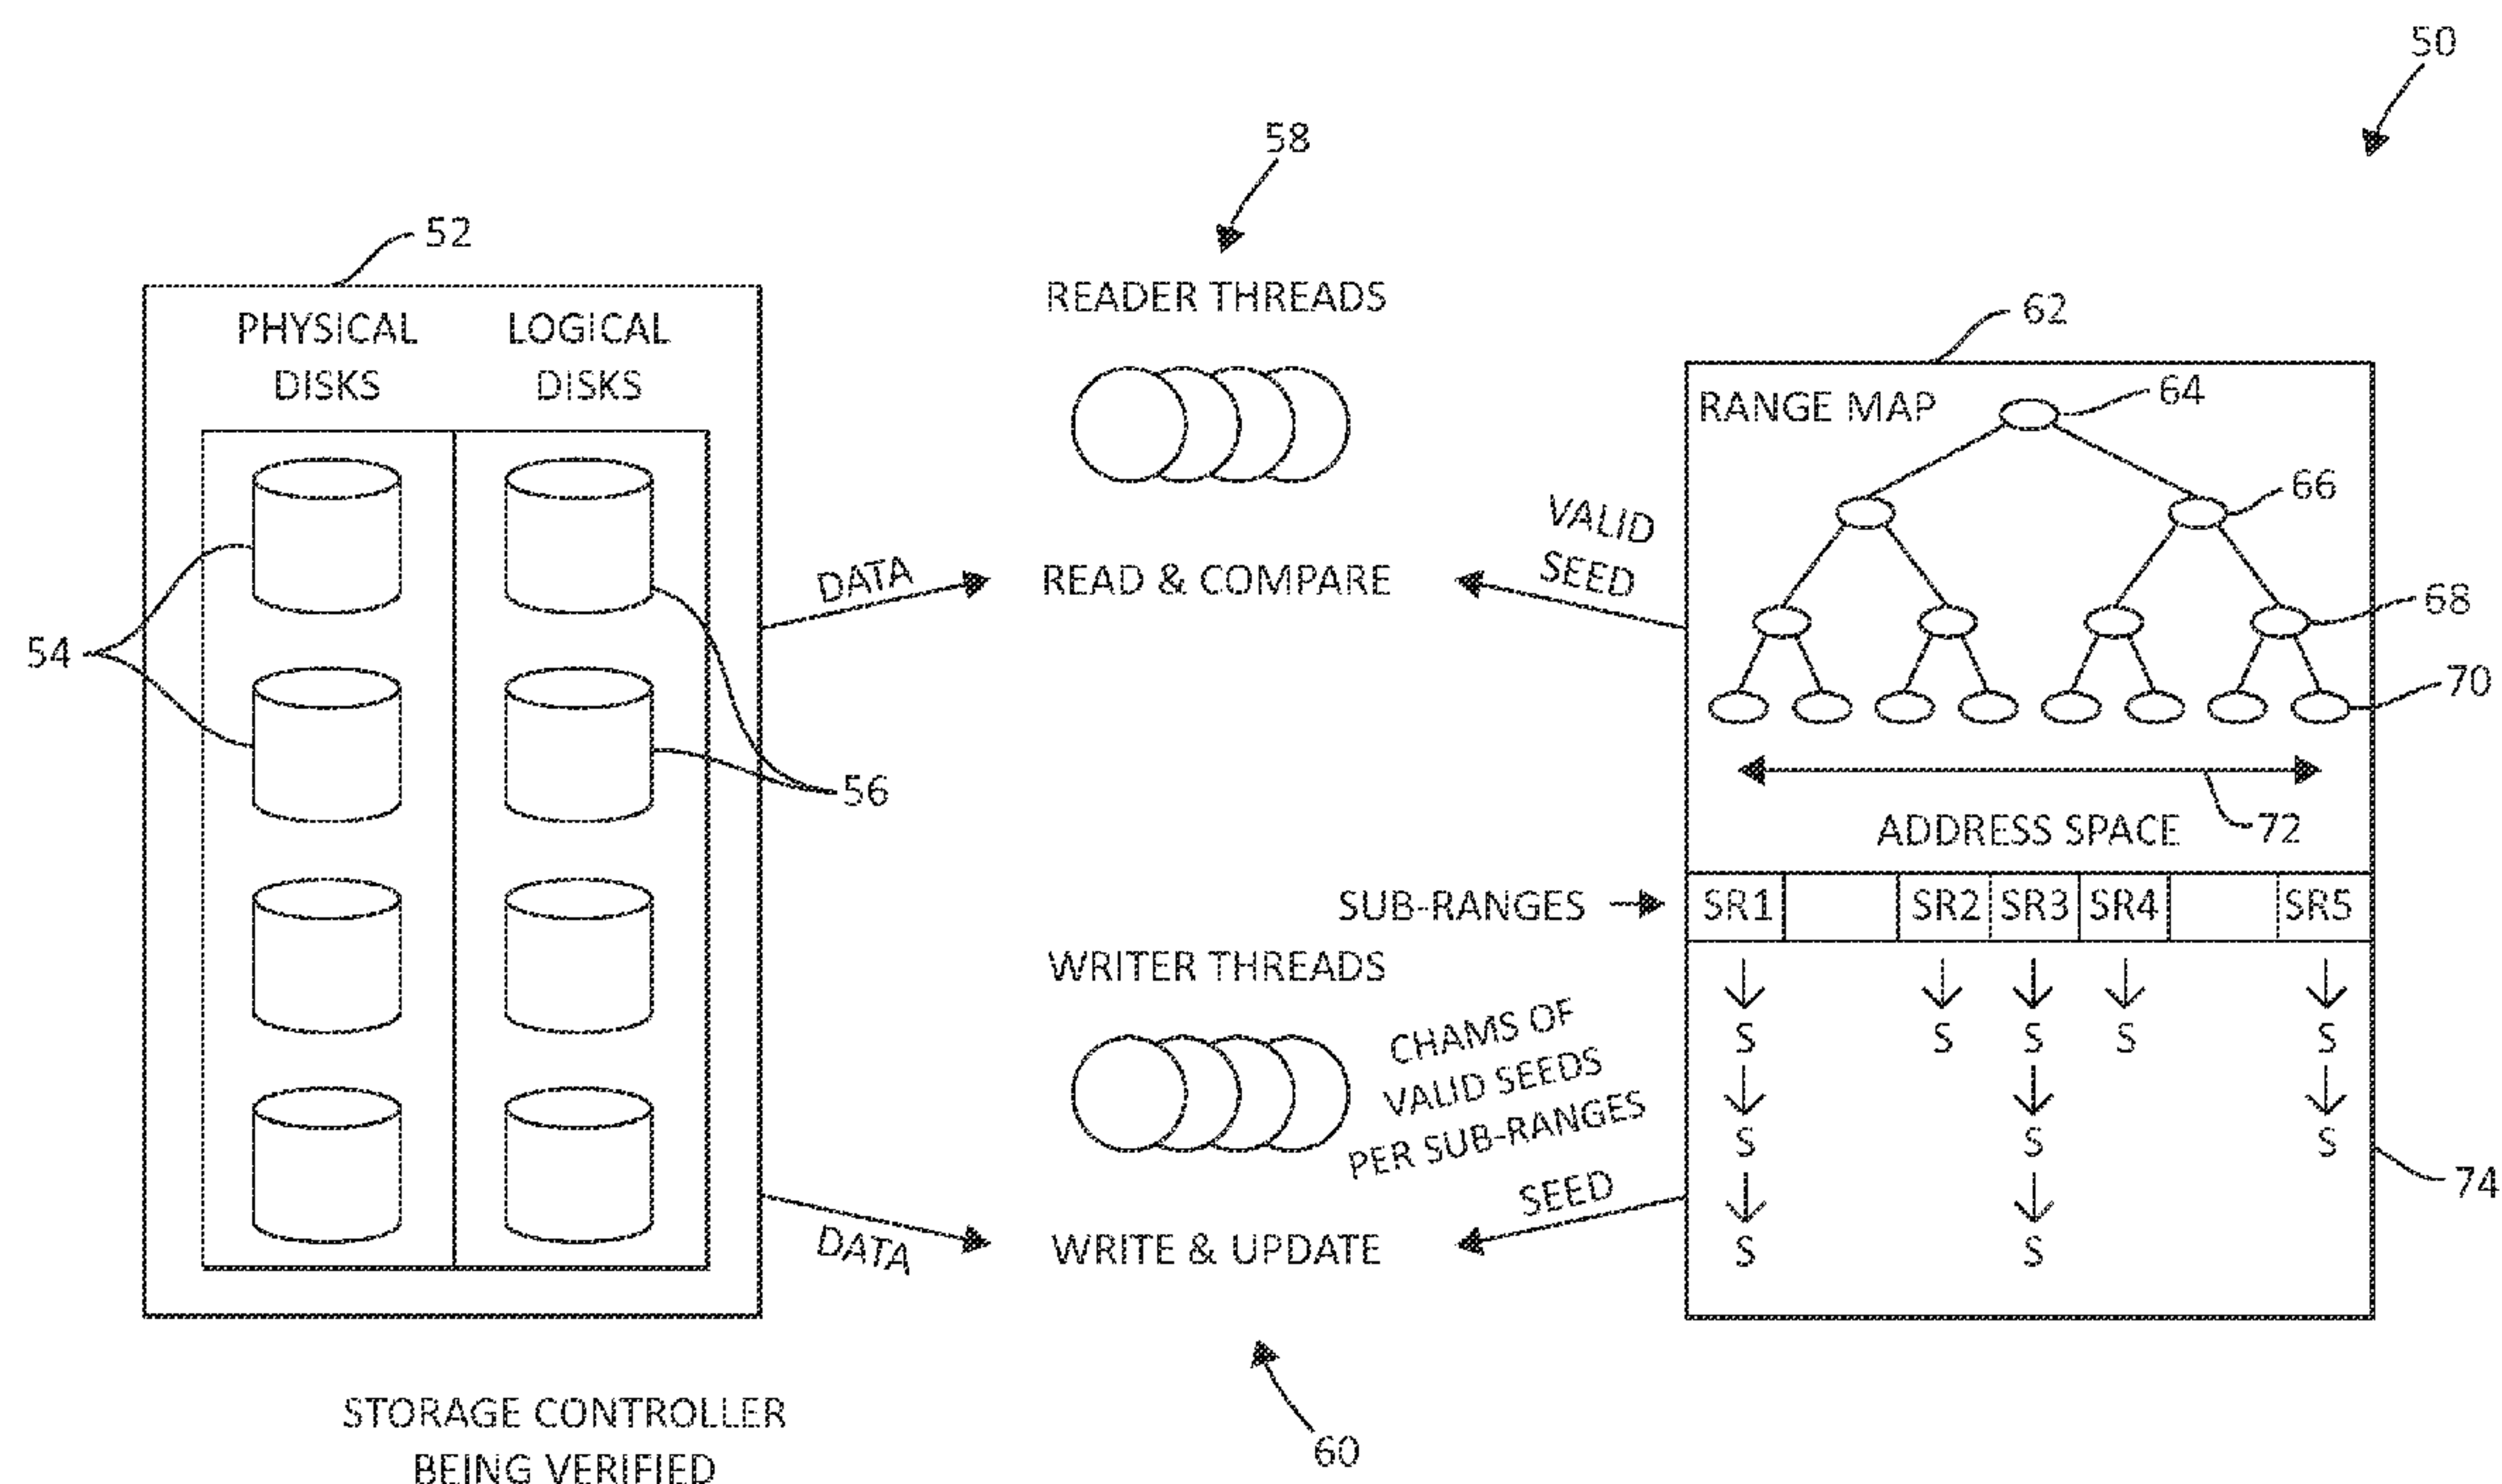 50
58
52
READER THREADS
62
PHYSICAL
DISKS
LOGICAL
DISKS
RANGE MAP
64
66
VALID
SEED
DATA
READ & COMPARE
68
54
70
56
ADDRESS SPACE
72
SUB-RANGES
SR1
SR2
SR3
SR4
SR5
WRITER THREADS
CHAMS OF
VALID SEEDS
PER SUB-RANGES
S
S
S
S
S
S
S
S
74
SEED
S
S
DATA
WRITE & UPDATE
STORAGE CONTROLLER
BEING VERIFIED
60